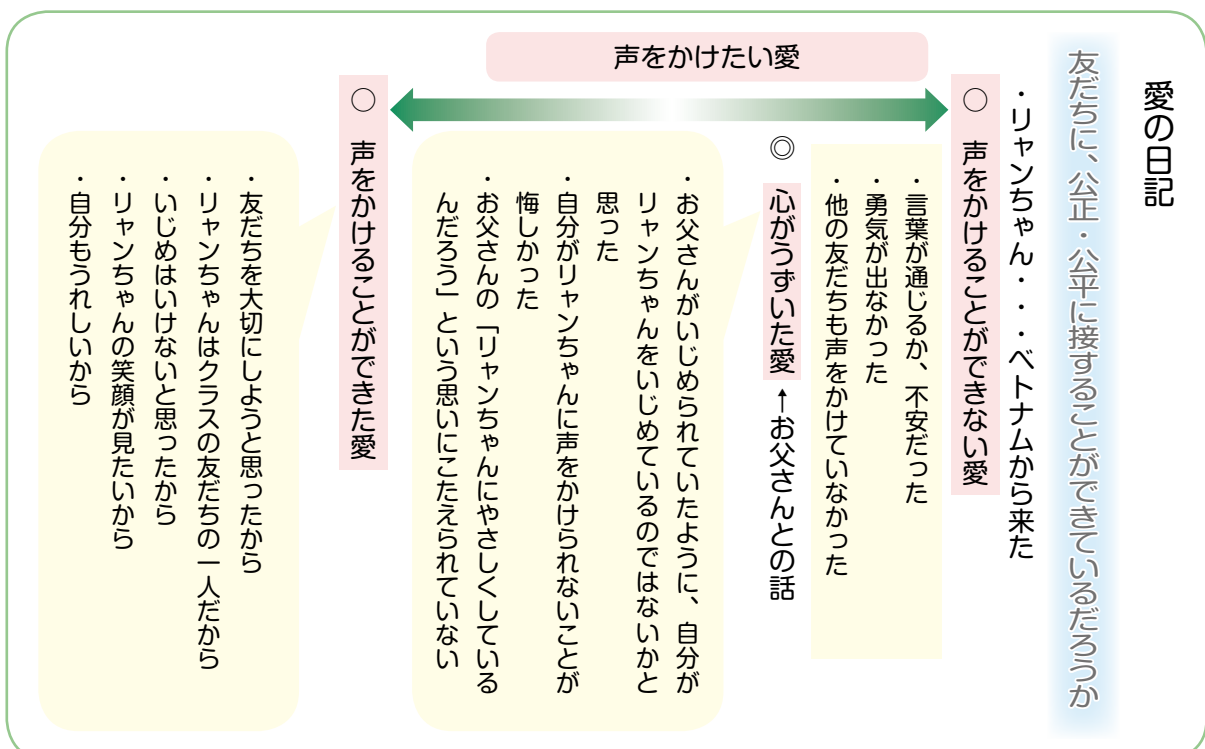 愛の日記
友だちに、公正・公平に接することができているだろうか
・リャンちゃん・・・ベトナムから来た
○ 声をかけることができない愛
・言葉が通じるか、不安だった
・勇気が出なかった
・他の友だちも声をかけていなかった
声をかけたい愛
◎ 心がうずいた愛 ←お父さんとの話
・お父さんがいじめられていたように、自分が
リャンちゃんをいじめているのではないかと
思った
・自分がリャンちゃんに声をかけられないことが
悔しかった
・お父さんの「リャンちゃんにやさしくしている
んだろう」という思いにこたえられていない
○ 声をかけることができた愛
・友だちを大切にしようと思ったから
・リャンちゃんはクラスの友だちの一人だから
・いじめはいけないと思ったから
・リャンちゃんの笑顔が見たいから
・自分もうれしいから